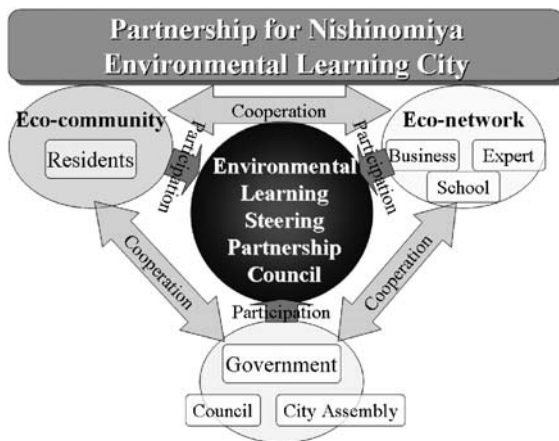 Partnership for Nishinomiya
Environmental Learning City
Cooperation
Eco-community
Residents
Participation
Participation
Eco-network
Business
Expert
School
Environmental
Learning
Steering
Partnership
Council
Cooperation
Cooperation
Participation
Government
Council
City Assembly